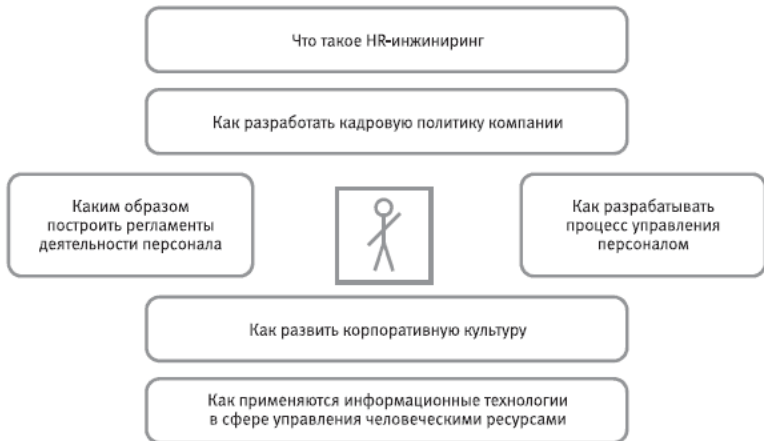 Что такое HR-инжиниринг
Как разработать кадровую политику компании
Каким образом
построить регламенты
деятельности персонала
Как разрабатывать
процесс управления
персоналом
Как развить корпоративную культуру
Как применяются информационные технологии
в сфере управления человеческими ресурсами